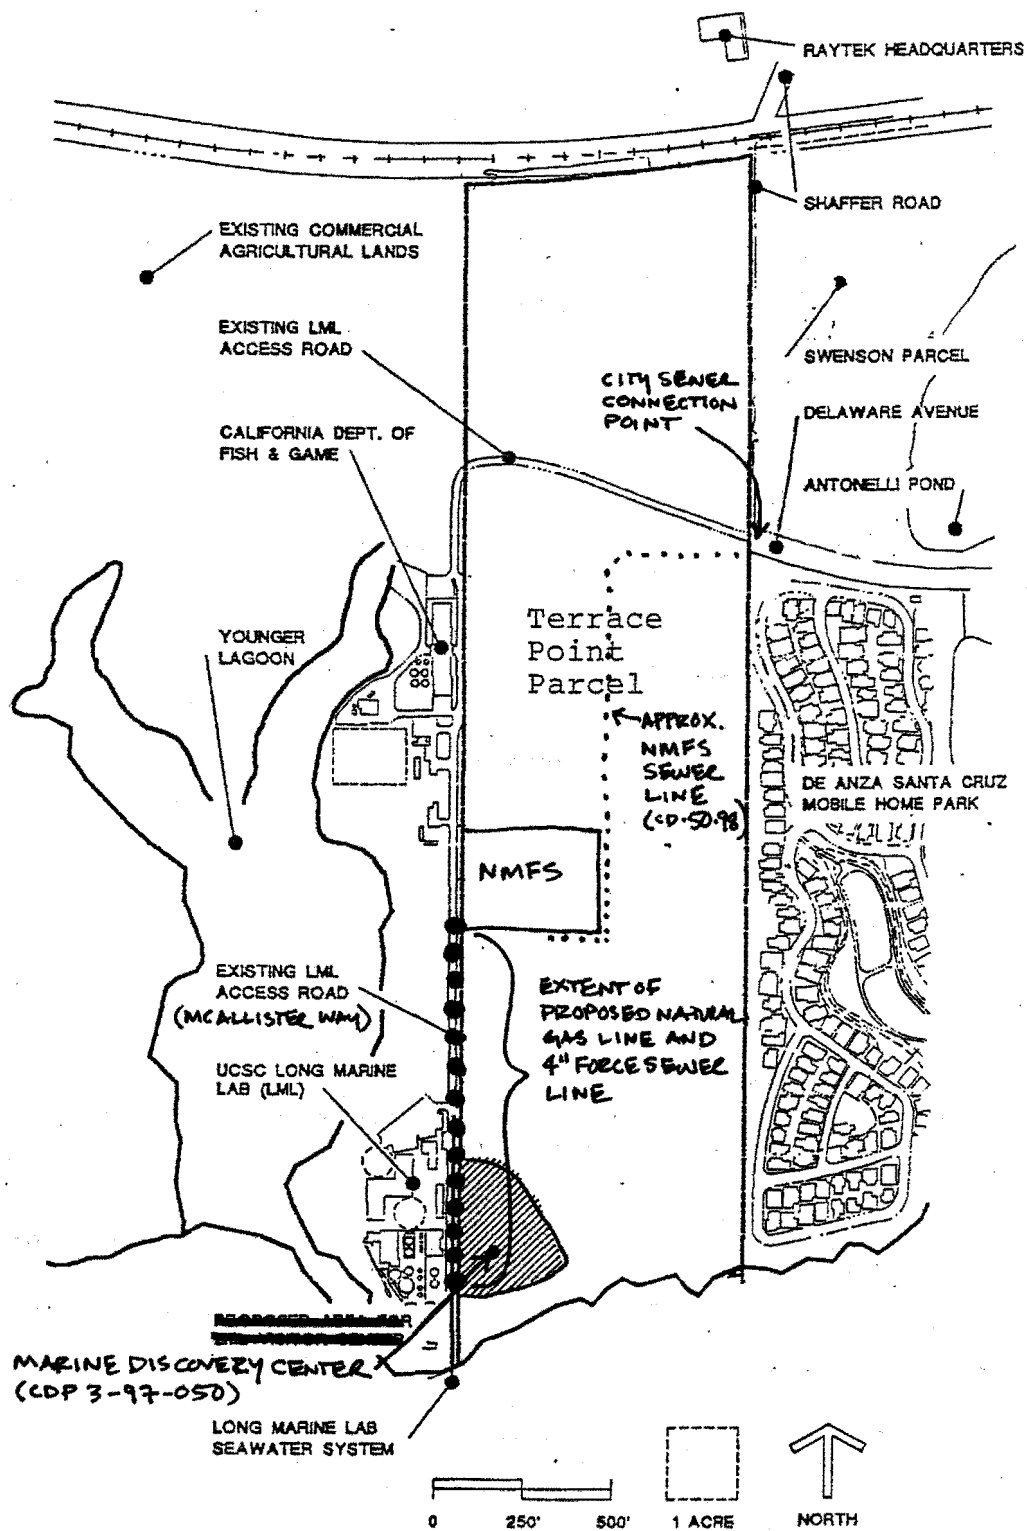 RAYTEK HEADQUARTERS
SHAFFER ROAD
EXISTING COMMERCIAL
AGRICULTURAL LANDS
EXISTING LML
ACCESS ROAD
SWENSON PARCEL
CITY SEWER
CONNECTION
POINT
DELAWARE AVENUE
CALIFORNIA DEPT. OF
FISH & GAME
ANTONELLI POND
Terrace
Point
Parcel
YOUNGER
LAGOON
APPROX.
NMFS
SEWER
LINE
(CD-50-98)
DE ANZA SANTA CRUZ
MOBILE HOME PARK
NMFS
EXISTING LML
ACCESS ROAD
(MCALLISTER WAY)
EXTENT OF
PROPOSED NATURAL
GAS LINE AND
4" FORCE SEWER
LINE
UCSC LONG MARINE
LAB (LML)
MARINE DISCOVERY CENTER
(CDP 3-97-050)
LONG MARINE LAB
SEAWATER SYSTEM
0 250' 500'
1 ACRE
NORTH